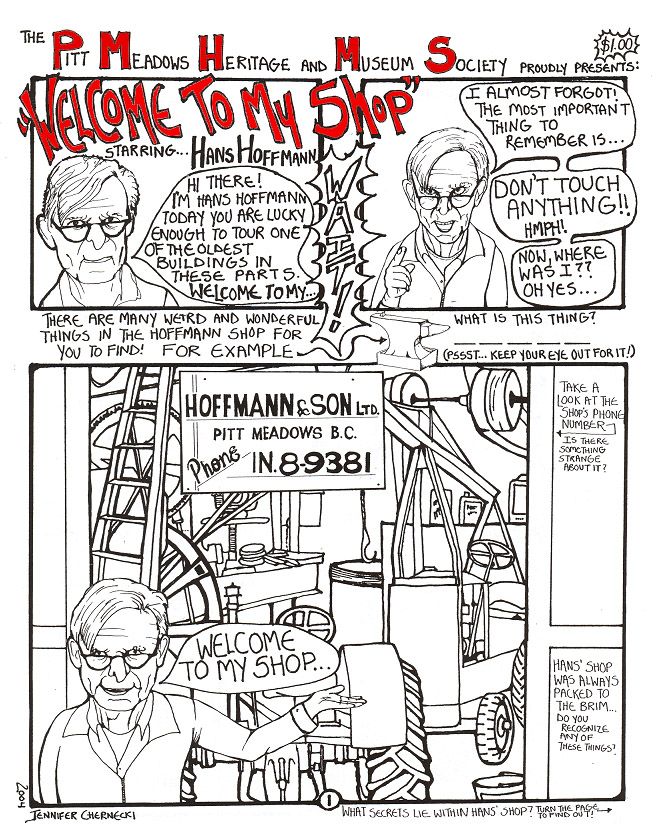 THE PITT MEADOWS HERITAGE AND MUSEUM SOCIETY PROUDLY PRESENTS:
$1.00!
"WELCOME TO MY SHOP"
STARRING... HANS HOFFMANN
HI THERE!
I'M HANS HOFFMANN
TODAY YOU ARE LUCKY
ENOUGH TO TOUR ONE
OF THE OLDEST
BUILDINGS IN
THESE PARTS.
WELCOME TO MY...
WAIT!
I ALMOST FORGOT!
THE MOST IMPORTANT
THING TO
REMEMBER IS...
DON'T TOUCH
ANYTHING!!
HMPH!
NOW, WHERE
WAS I??
OH YES...
THERE ARE MANY WEIRD AND WONDERFUL
THINGS IN THE HOFFMANN SHOP FOR
YOU TO FIND! FOR EXAMPLE
WHAT IS THIS THING?
_ _ _ _ _
(PSSST... KEEP YOUR EYE OUT FOR IT!)
HOFFMANN & SON LTD.
PITT MEADOWS B.C.
Phone IN.8-9381
TAKE A
LOOK AT THE
SHOP'S PHONE
NUMBER
IS THERE
SOMETHING
STRANGE
ABOUT IT?
WELCOME
TO MY SHOP...
HANS' SHOP
WAS ALWAYS
PACKED TO
THE BRIM...
DO YOU
RECOGNIZE
ANY OF
THESE THINGS?
2004
JENNIFER CHERNECKI
1
WHAT SECRETS LIE WITHIN HANS' SHOP? TURN THE PAGE
TO FIND OUT!